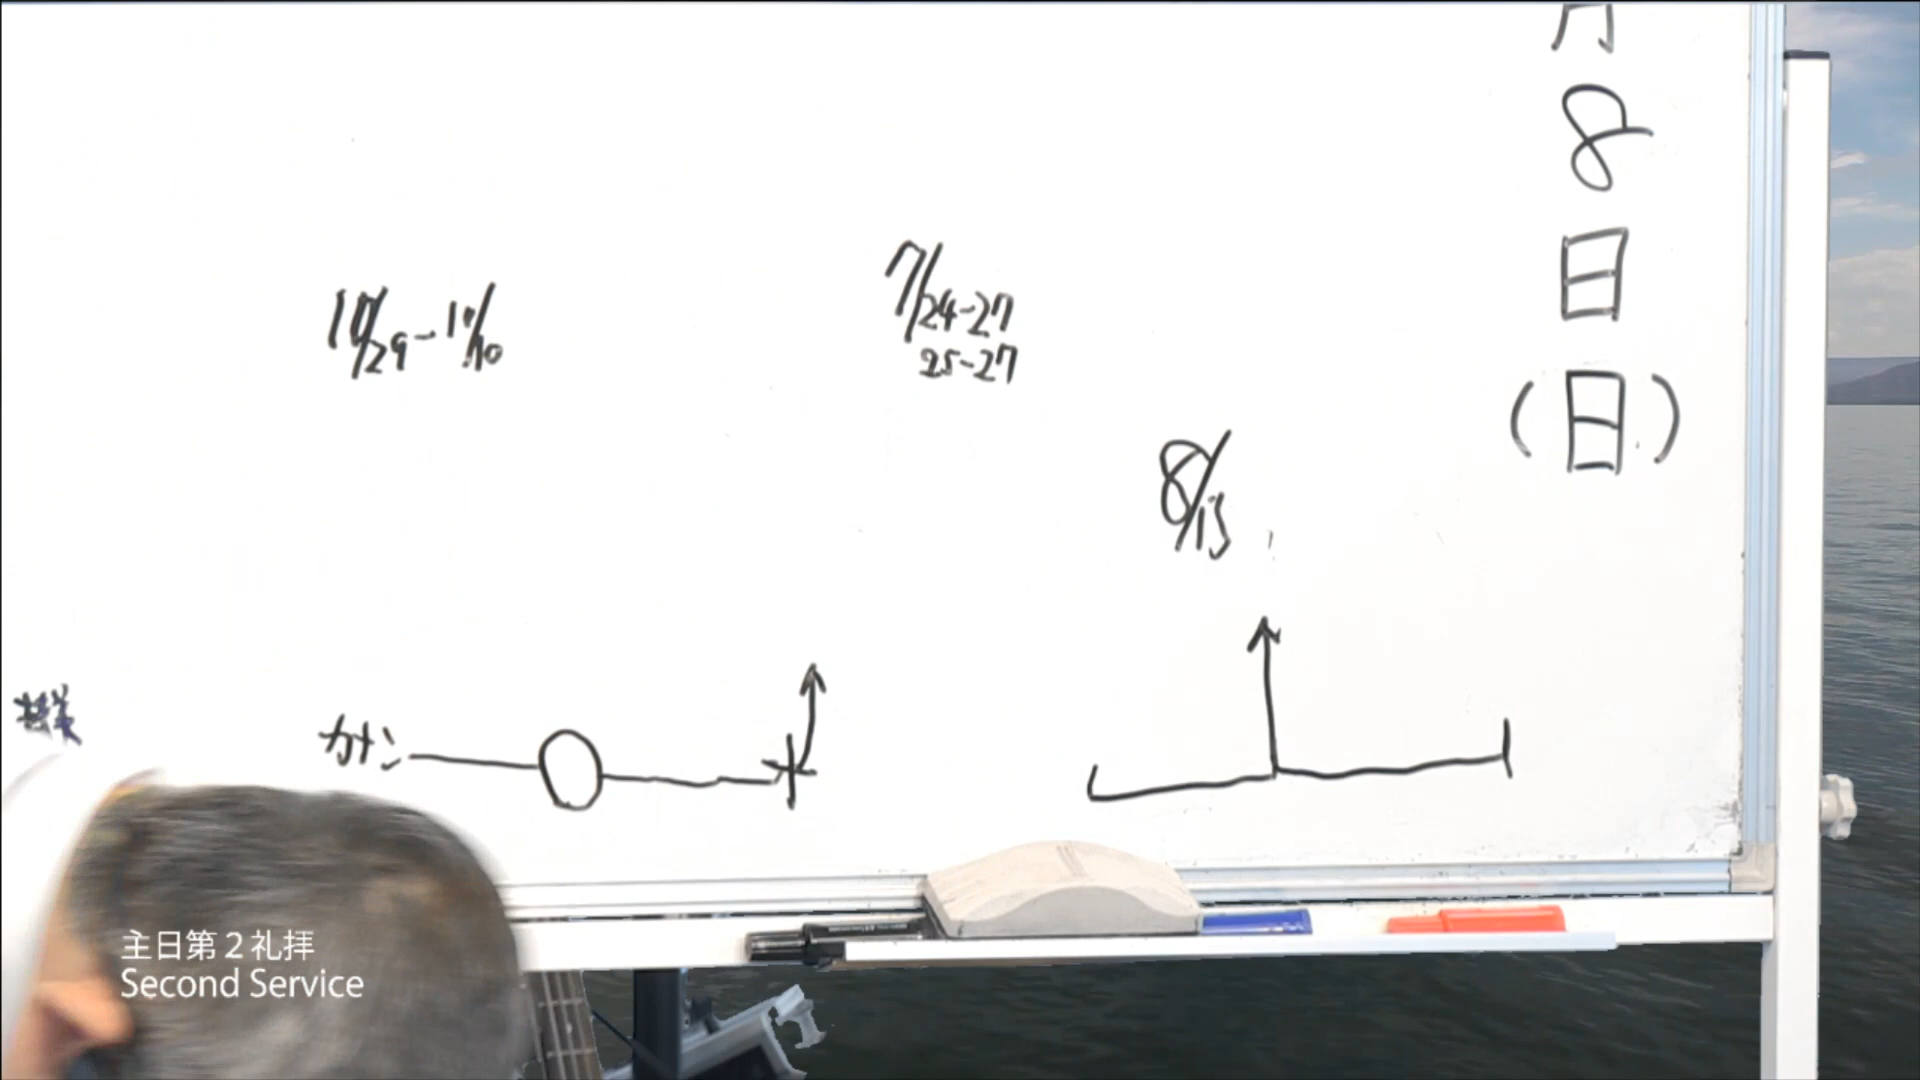 月
8
日
(日)
7/24-27
25-27
10/29-11/10
8/13
カナン
主日第2礼拝
Second Service